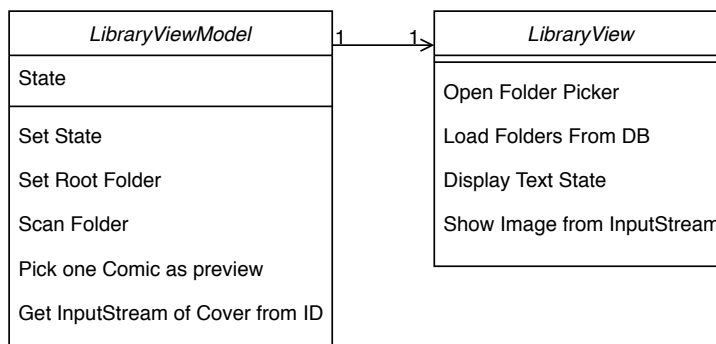 LibraryViewModel
State
Set State
Set Root Folder
Scan Folder
Pick one Comic as preview
Get InputStream of Cover from ID
1
1
LibraryView
Open Folder Picker
Load Folders From DB
Display Text State
Show Image from InputStream